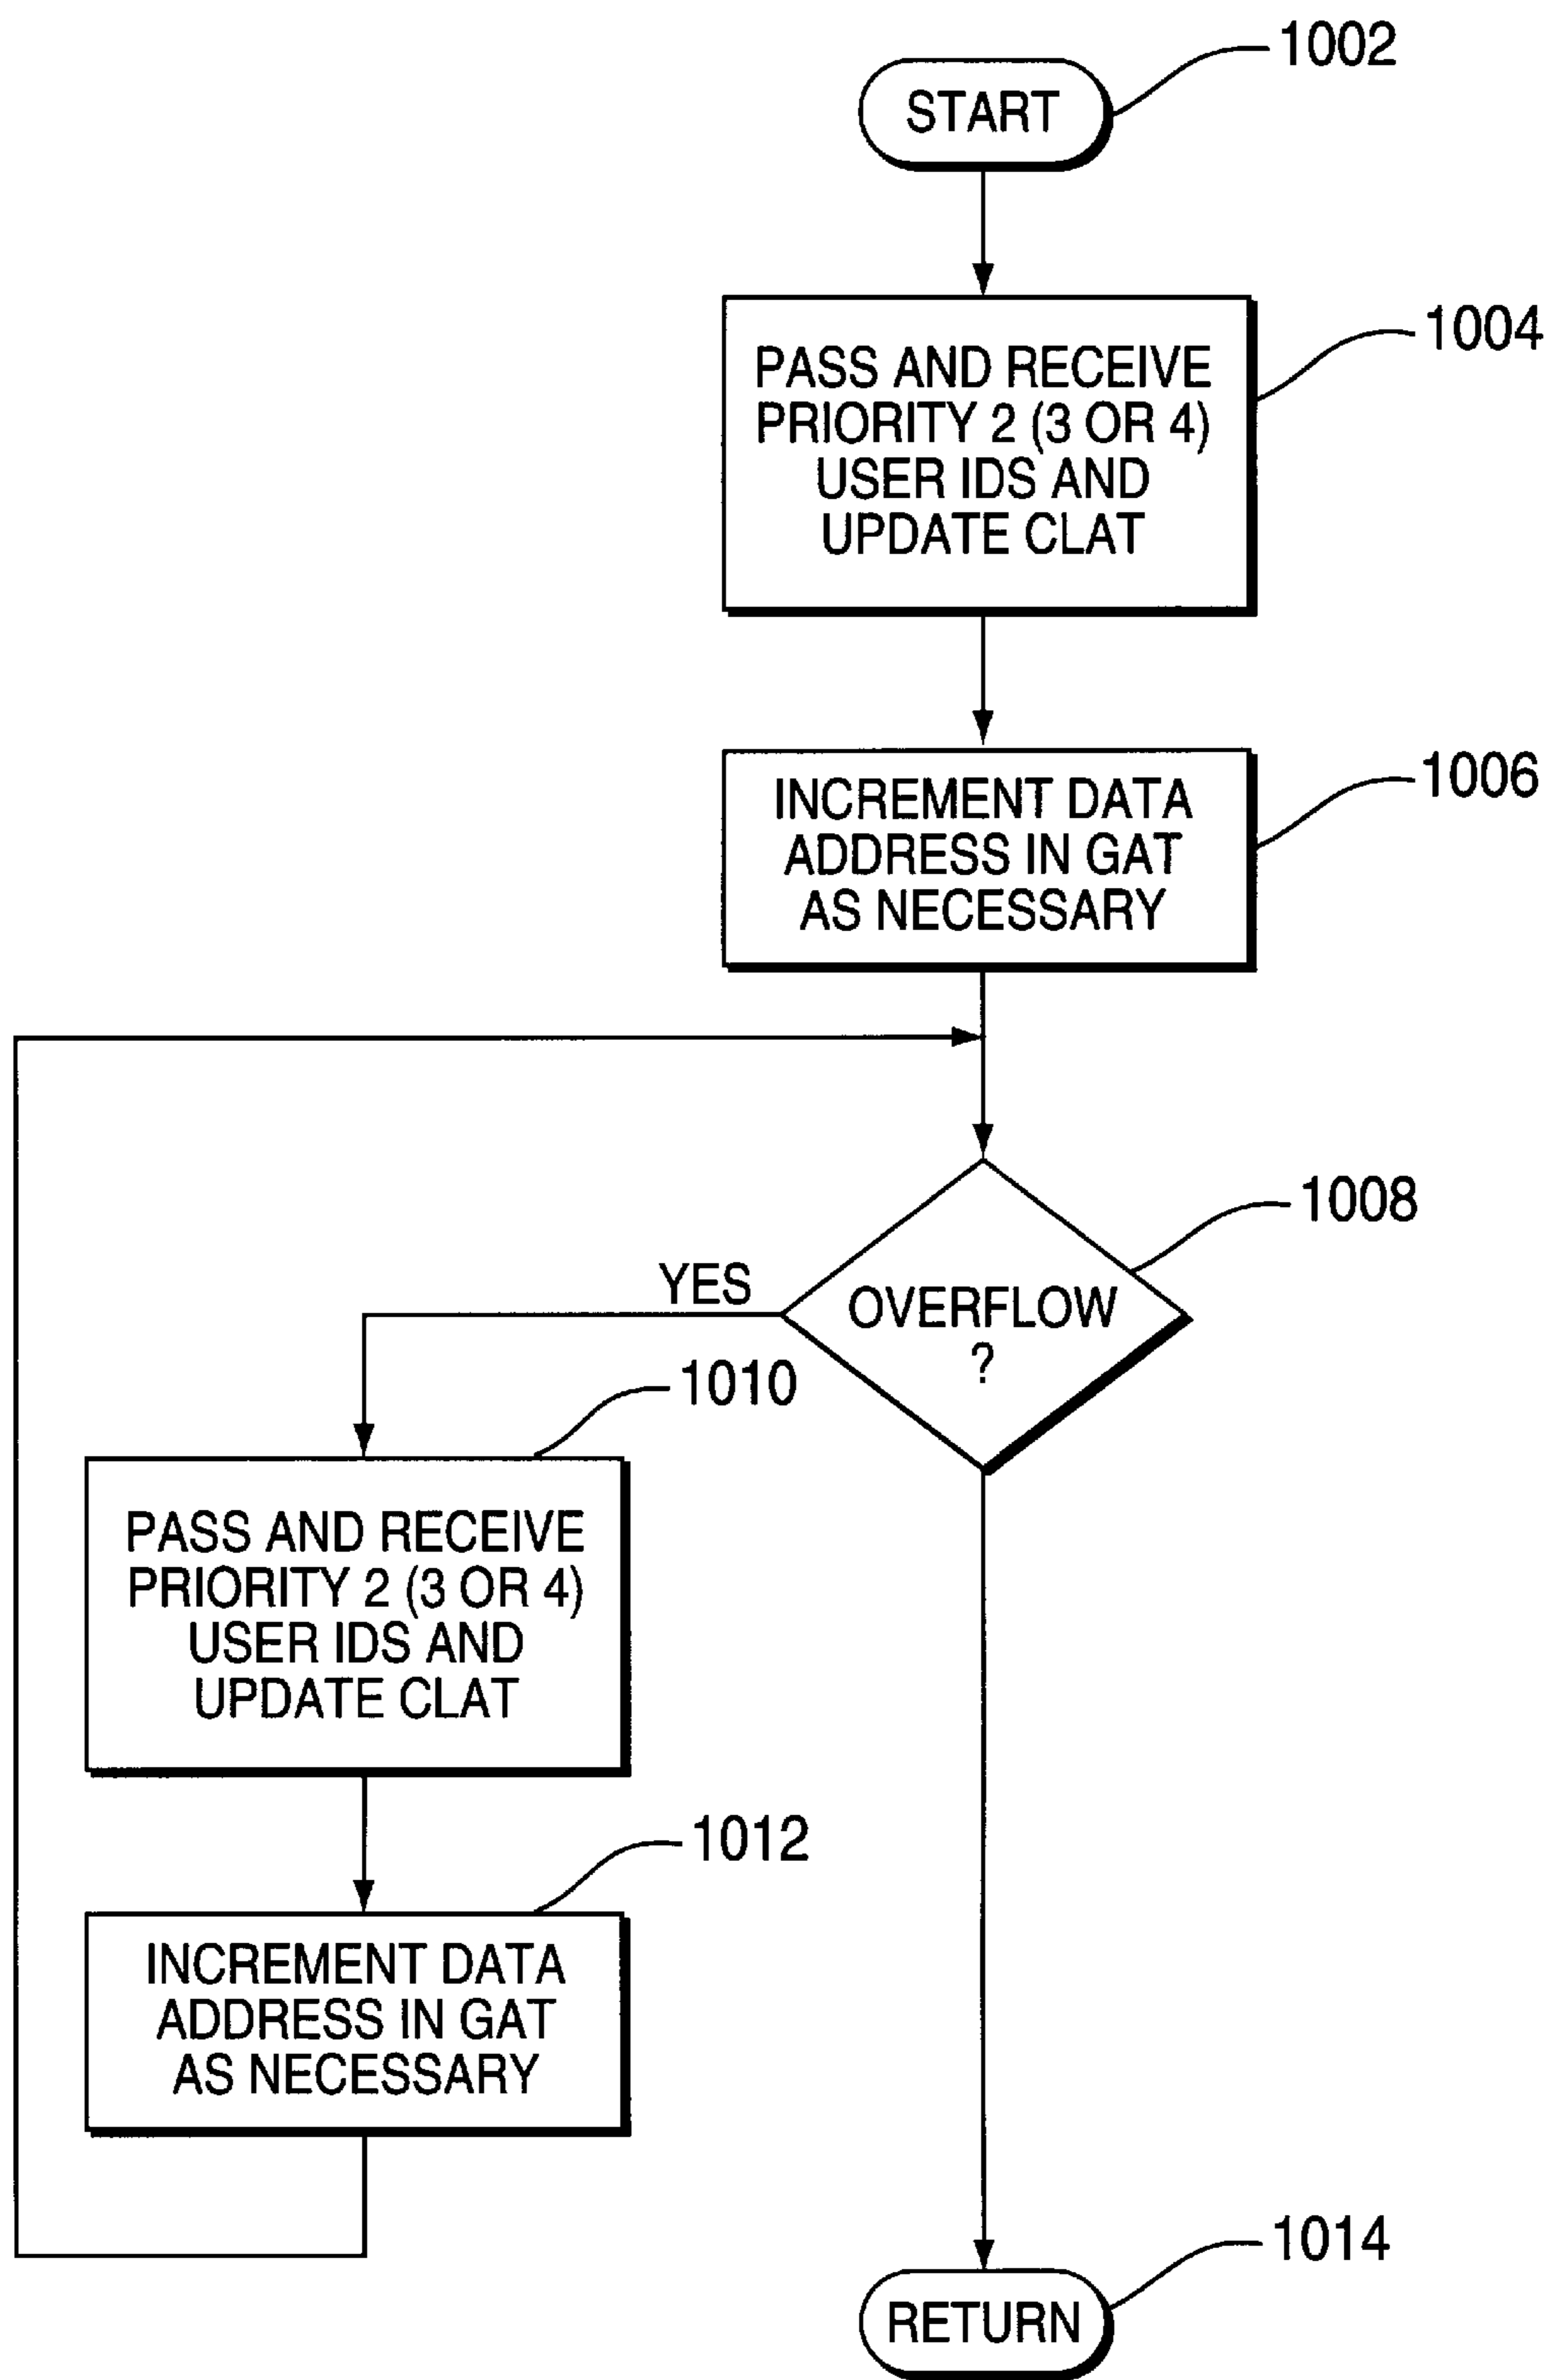 1002
START
1004
PASS AND RECEIVE
PRIORITY 2 (3 OR 4)
USER IDS AND
UPDATE CLAT
1006
INCREMENT DATA
ADDRESS IN GAT
AS NECESSARY
1008
OVERFLOW
?
YES
1010
PASS AND RECEIVE
PRIORITY 2 (3 OR 4)
USER IDS AND
UPDATE CLAT
1012
INCREMENT DATA
ADDRESS IN GAT
AS NECESSARY
1014
RETURN